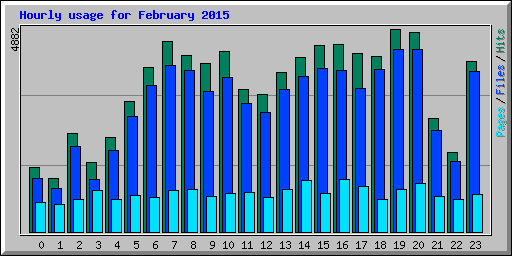 Hourly usage for February 2015
4882
Pages/Files/Hits
0 1 2 3 4 5 6 7 8 9 10 11 12 13 14 15 16 17 18 19 20 21 22 23